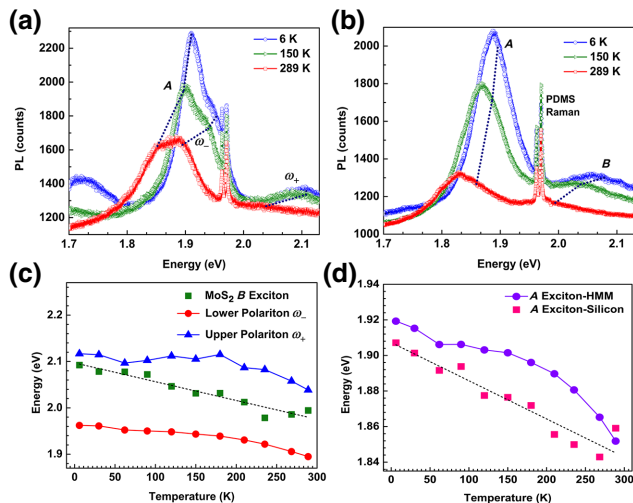 (a)
2200
2000
1800
1600
1400
1200
PL (counts)
6 K
150 K
289 K
A
ω₋
ω₊
1.7 1.8 1.9 2.0 2.1
Energy (eV)
(b)
2000
1800
1600
1400
1200
1000
PL (counts)
6 K
150 K
289 K
A
PDMS
Raman
B
1.7 1.8 1.9 2.0 2.1
Energy (eV)
(c)
2.2
2.1
2.0
1.9
Energy (eV)
MoS₂ B Exciton
Lower Polariton ω₋
Upper Polariton ω₊
0 50 100 150 200 250 300
Temperature (K)
(d)
1.94
1.92
1.90
1.88
1.86
1.84
Energy (eV)
A Exciton-HMM
A Exciton-Silicon
0 50 100 150 200 250 300
Temperature (K)